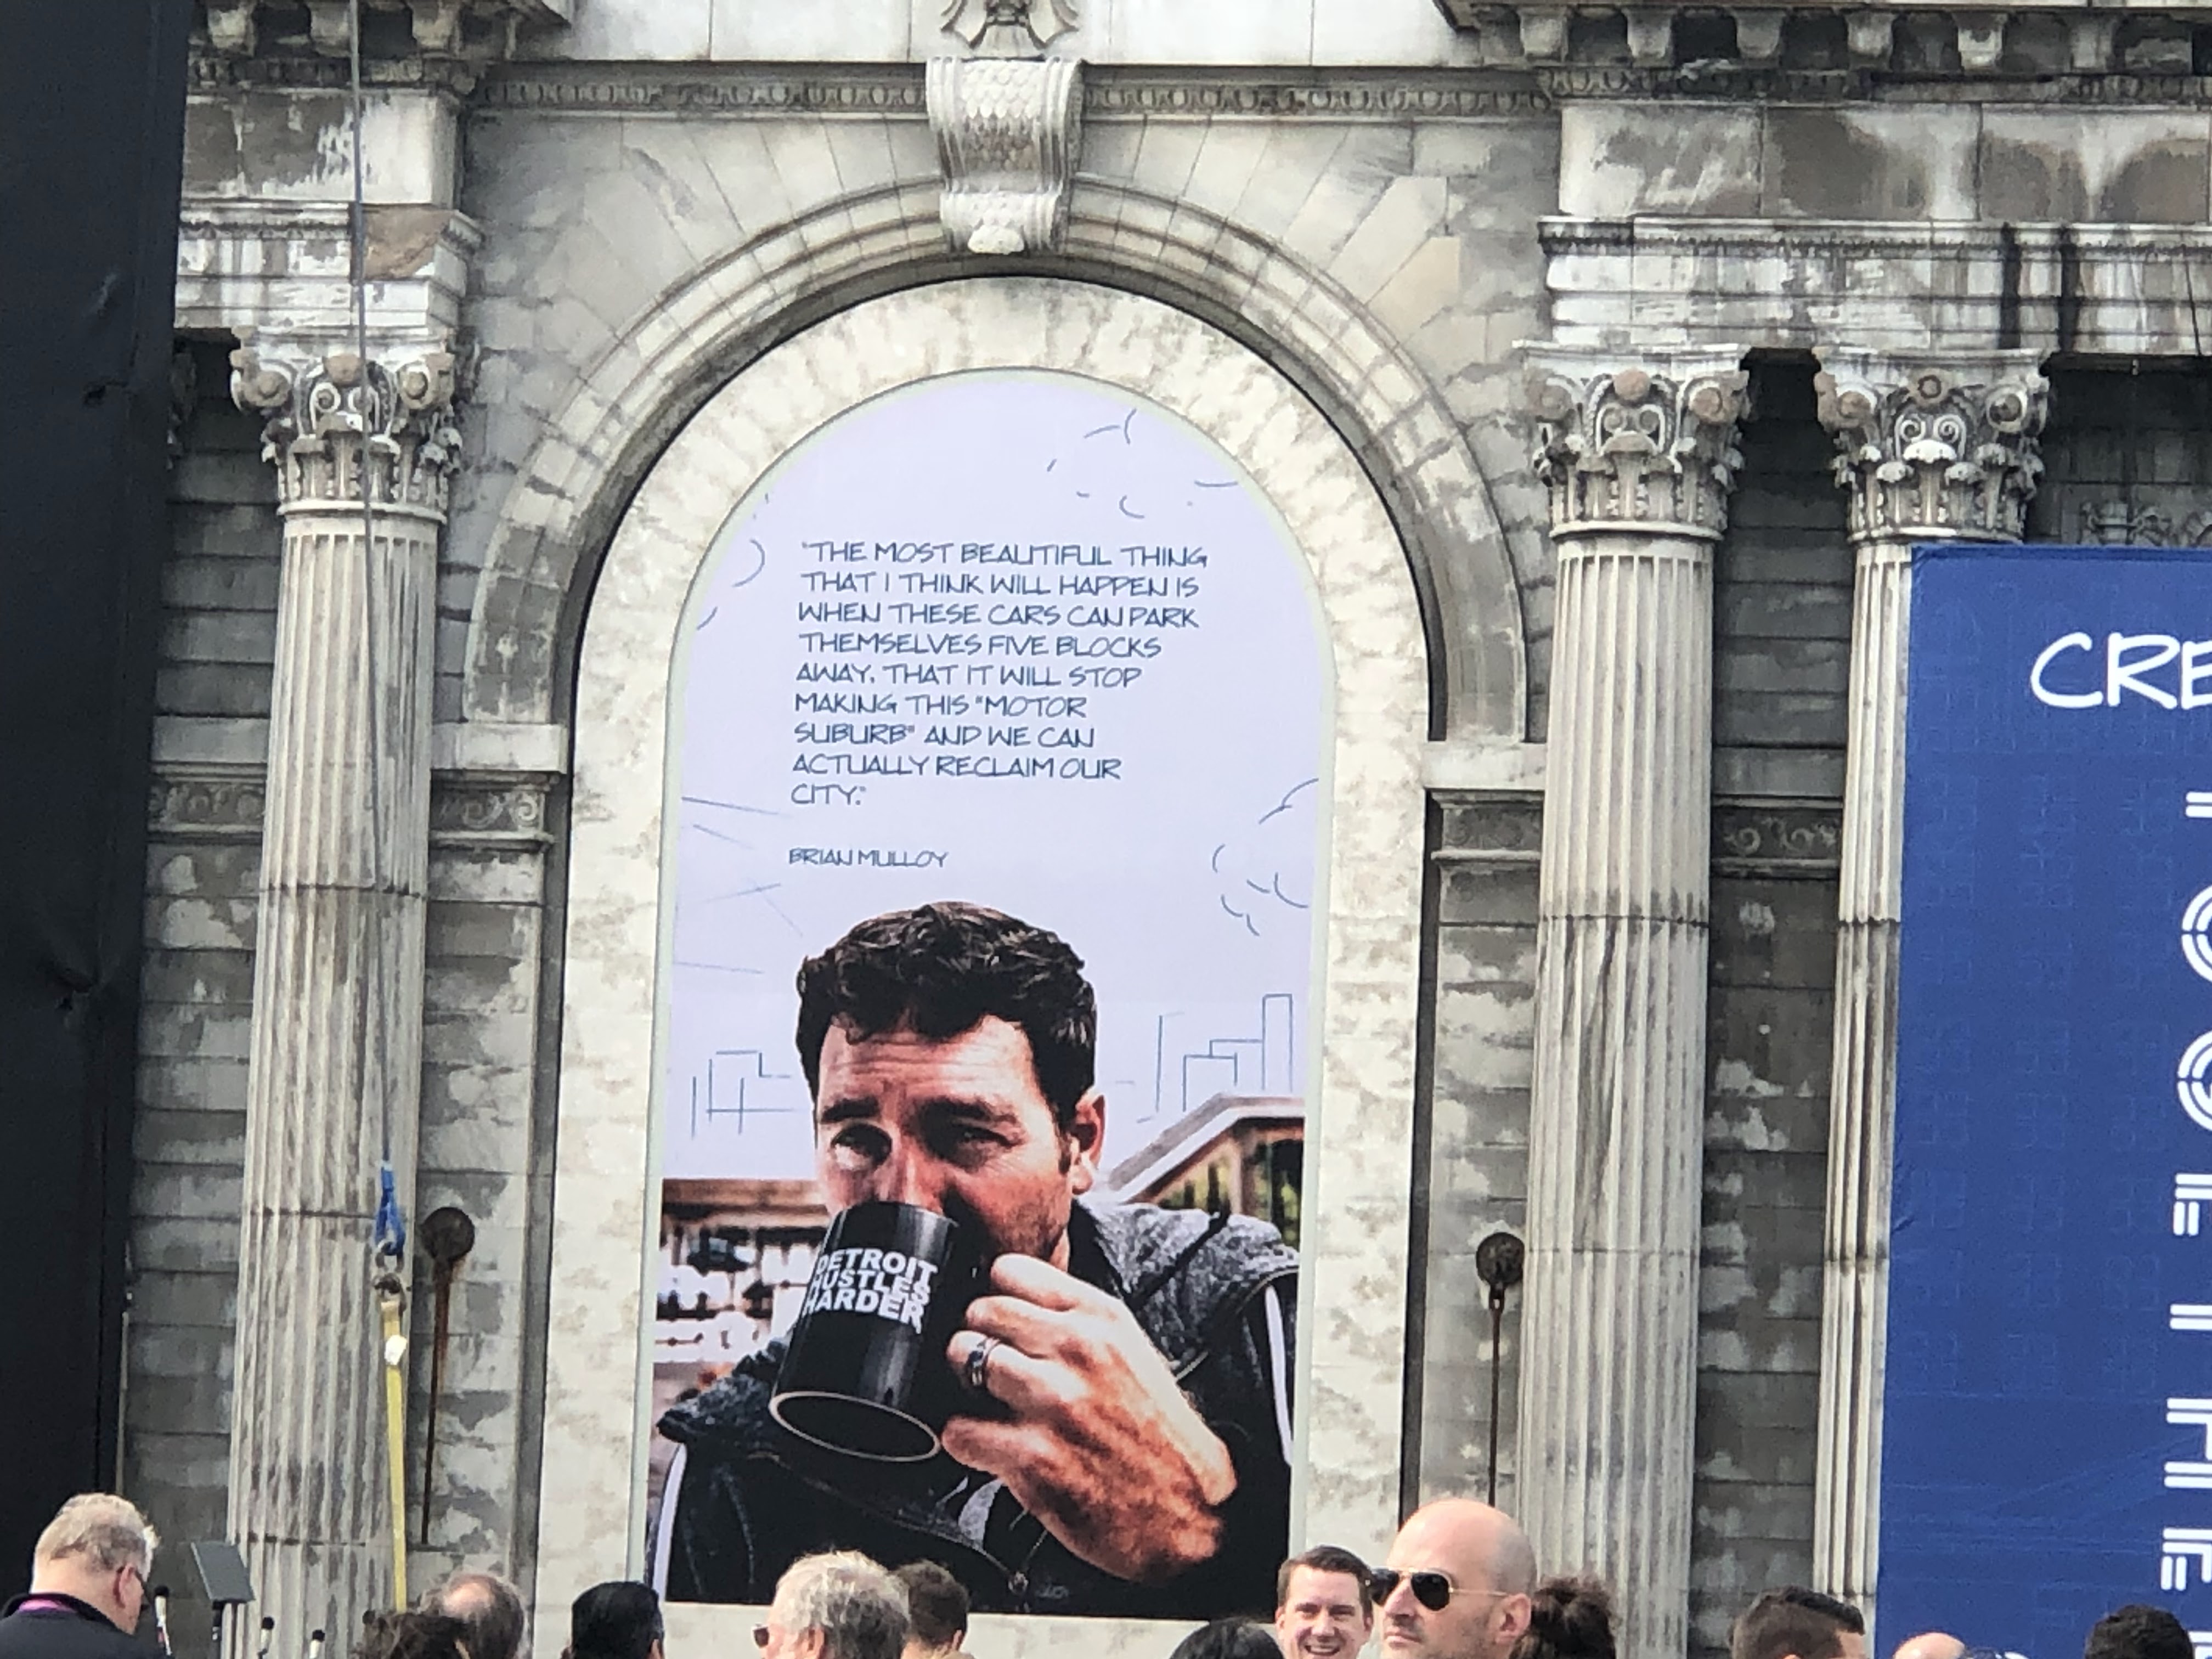 "THE MOST BEAUTIFUL THING
THAT I THINK WILL HAPPEN IS
WHEN THESE CARS CAN PARK
THEMSELVES FIVE BLOCKS
AWAY. THAT IT WILL STOP
MAKING THIS "MOTOR
SUBURB" AND WE CAN
ACTUALLY RECLAIM OUR
CITY."
BRIAN MULLOY
DETROIT
HUSTLES
HARDER
CRE